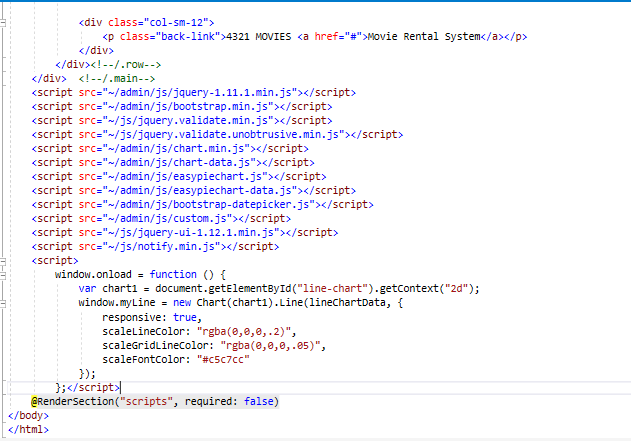 <div class="col-sm-12">
<p class="back-link">4321 MOVIES <a href="#">Movie Rental System</a></p>
</div>
</div><!--/.row-->
</div>  <!--/.main-->
<script src="~/admin/js/jquery-1.11.1.min.js"></script>
<script src="~/admin/js/bootstrap.min.js"></script>
<script src="~/js/jquery.validate.min.js"></script>
<script src="~/js/jquery.validate.unobtrusive.min.js"></script>
<script src="~/admin/js/chart.min.js"></script>
<script src="~/admin/js/chart-data.js"></script>
<script src="~/admin/js/easypiechart.js"></script>
<script src="~/admin/js/easypiechart-data.js"></script>
<script src="~/admin/js/bootstrap-datepicker.js"></script>
<script src="~/admin/js/custom.js"></script>
<script src="~/js/jquery-ui-1.12.1.min.js"></script>
<script src="~/js/notify.min.js"></script>
<script>
window.onload = function () {
var chart1 = document.getElementById("line-chart").getContext("2d");
window.myLine = new Chart(chart1).Line(lineChartData, {
responsive: true,
scaleLineColor: "rgba(0,0,0,.2)",
scaleGridLineColor: "rgba(0,0,0,.05)",
scaleFontColor: "#c5c7cc"
});
};</script>
@RenderSection("scripts", required: false)
</body>
</html>